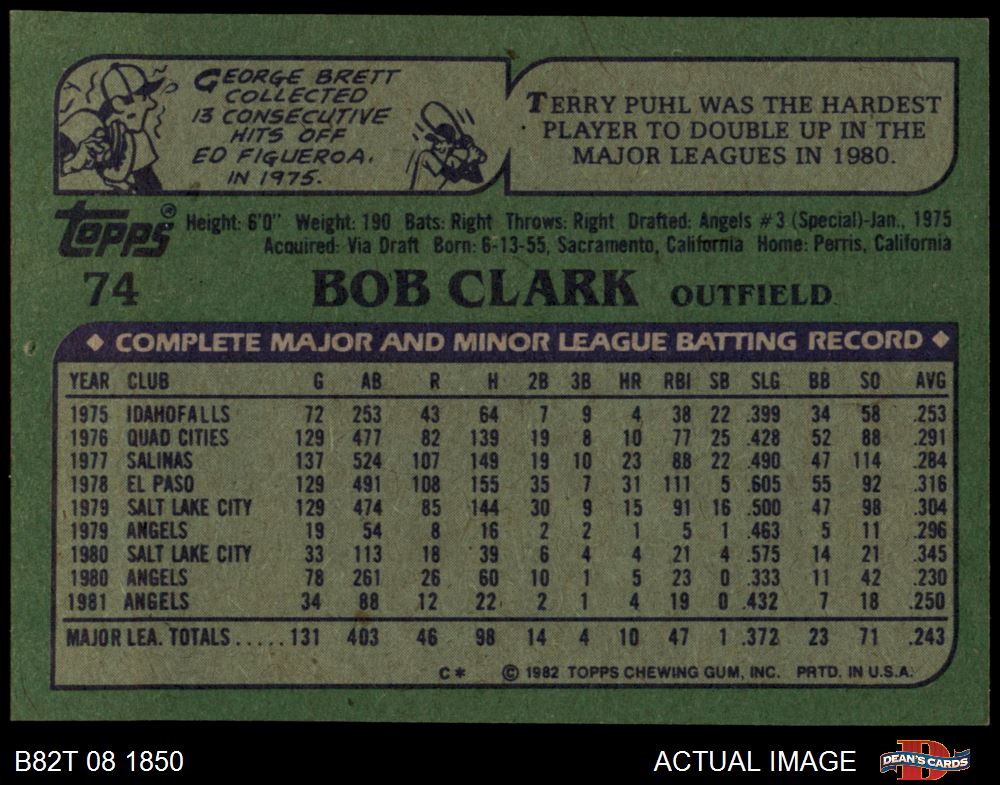 GEORGE BRETT
COLLECTED
13 CONSECUTIVE
HITS OFF
ED FIGUEROA,
IN 1975.
TERRY PUHL WAS THE HARDEST
PLAYER TO DOUBLE UP IN THE
MAJOR LEAGUES IN 1980.
topps® Height: 6'0" Weight: 190 Bats: Right Throws: Right Drafted: Angels #3 (Special)-Jan., 1975
Acquired: Via Draft Born: 6-13-55, Sacramento, California Home: Perris, California
74 BOB CLARK OUTFIELD
◆ COMPLETE MAJOR AND MINOR LEAGUE BATTING RECORD ◆
YEAR CLUB G AB R H 2B 3B HR RBI SB SLG BB SO AVG
1975 IDAHOFALLS 72 253 43 64 7 9 4 38 22 .399 34 58 .253
1976 QUAD CITIES 129 477 82 139 19 8 10 77 25 .428 52 88 .291
1977 SALINAS 137 524 107 149 19 10 23 88 22 .490 47 114 .284
1978 EL PASO 129 491 108 155 35 7 31 111 5 .605 55 92 .316
1979 SALT LAKE CITY 129 474 85 144 30 9 15 91 16 .500 47 98 .304
1979 ANGELS 19 54 8 16 2 2 1 5 1 .463 5 11 .296
1980 SALT LAKE CITY 33 113 18 39 6 4 4 21 4 .575 14 21 .345
1980 ANGELS 78 261 26 60 10 1 5 23 0 .333 11 42 .230
1981 ANGELS 34 88 12 22 2 1 4 19 0 .432 7 18 .250
MAJOR LEA. TOTALS.....131 403 46 98 14 4 10 47 1 .372 23 71 .243
C* © 1982 TOPPS CHEWING GUM, INC. PRTD. IN U.S.A.
B82T 08 1850 ACTUAL IMAGE DEAN'S CARDS